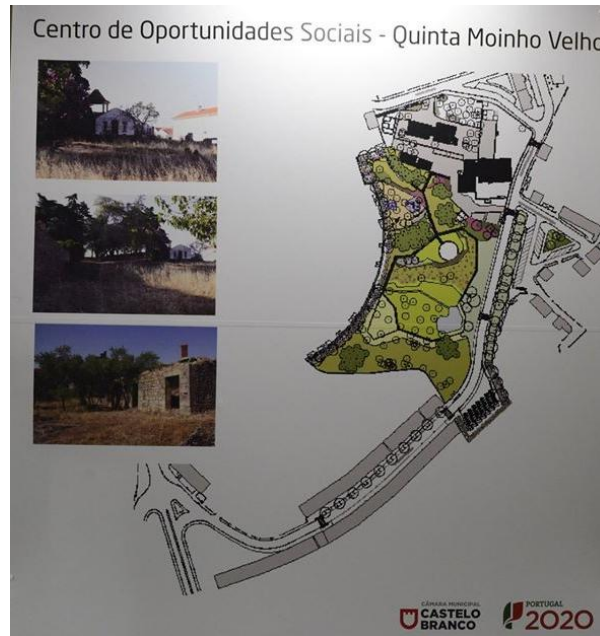 Centro de Oportunidades Sociais - Quinta Moinho Velho
CÂMARA MUNICIPAL
CASTELO
BRANCO
PORTUGAL
2020